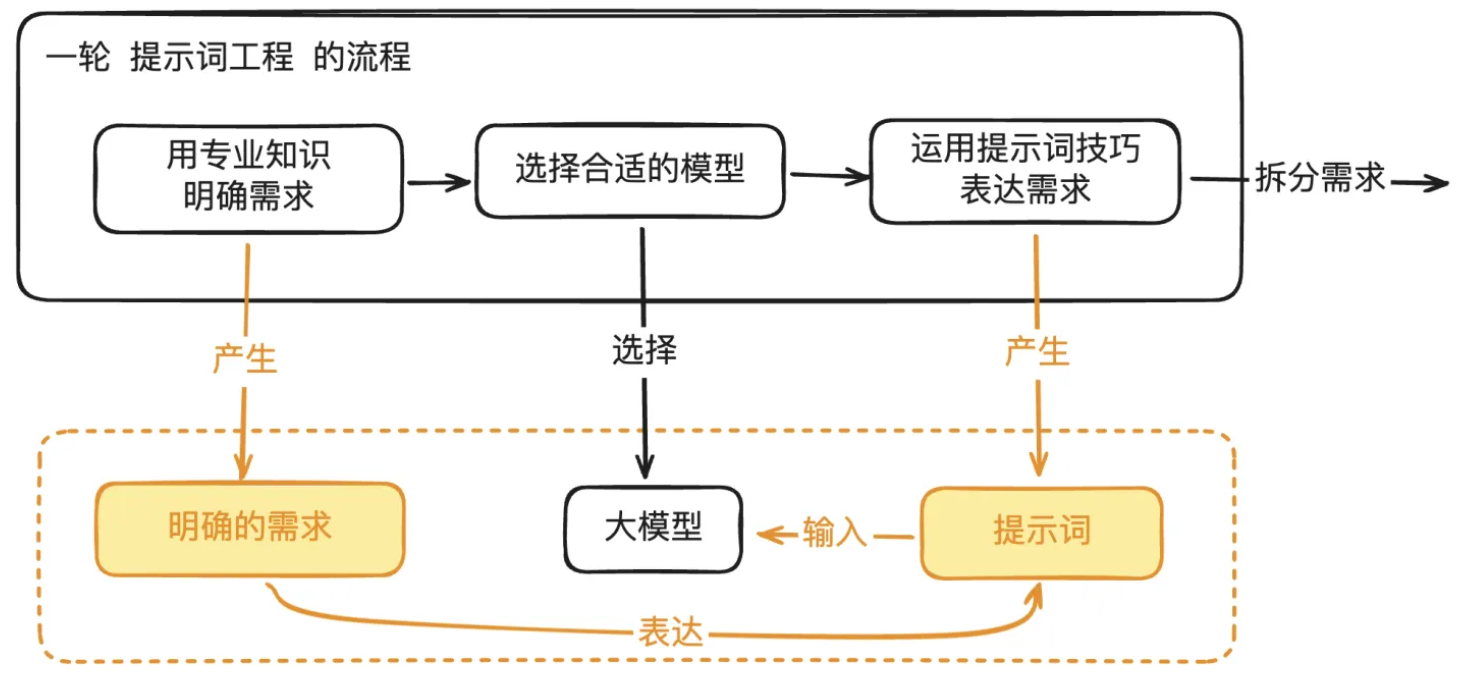 一轮 提示词工程 的流程
用专业知识
明确需求
选择合适的模型
运用提示词技巧
表达需求
拆分需求
产生
选择
产生
明确的需求
大模型
输入
提示词
表达